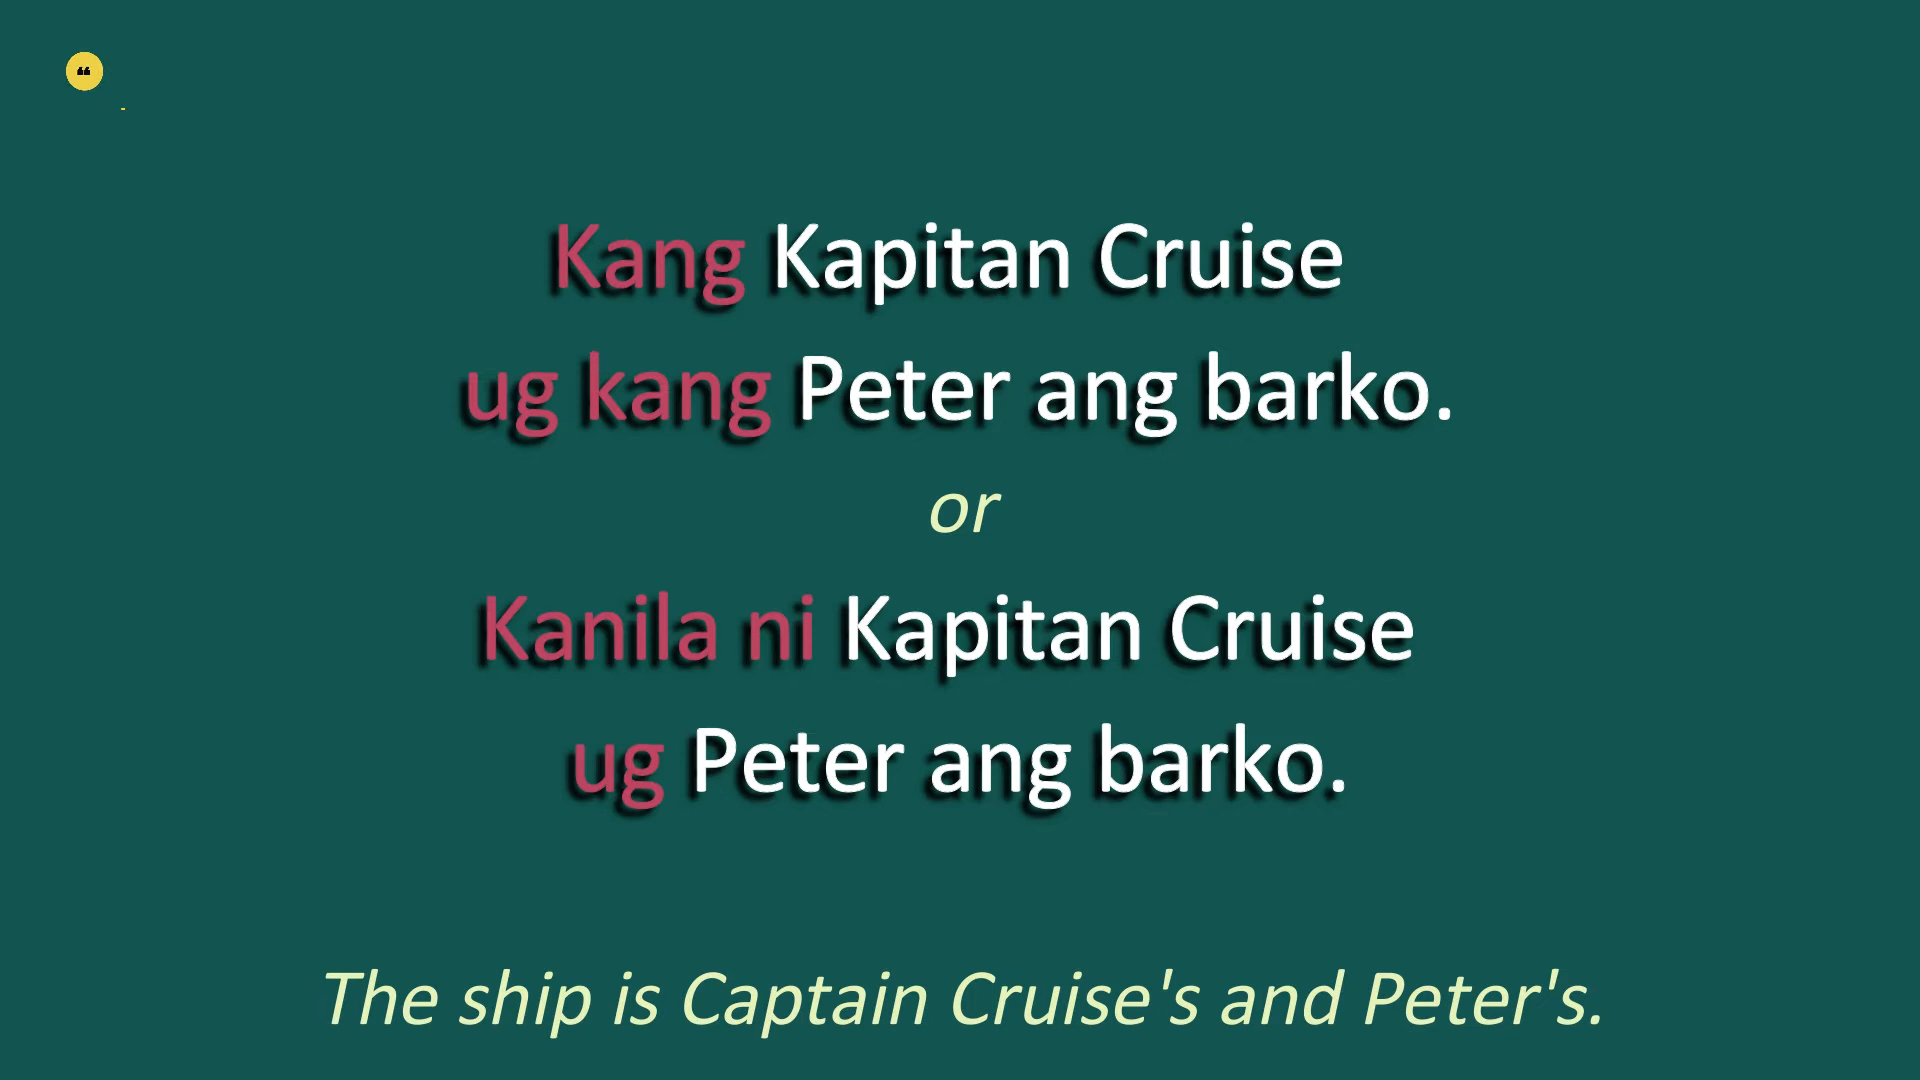 ❝
Kang Kapitan Cruise
ug kang Peter ang barko.
or
Kanila ni Kapitan Cruise
ug Peter ang barko.
The ship is Captain Cruise's and Peter's.